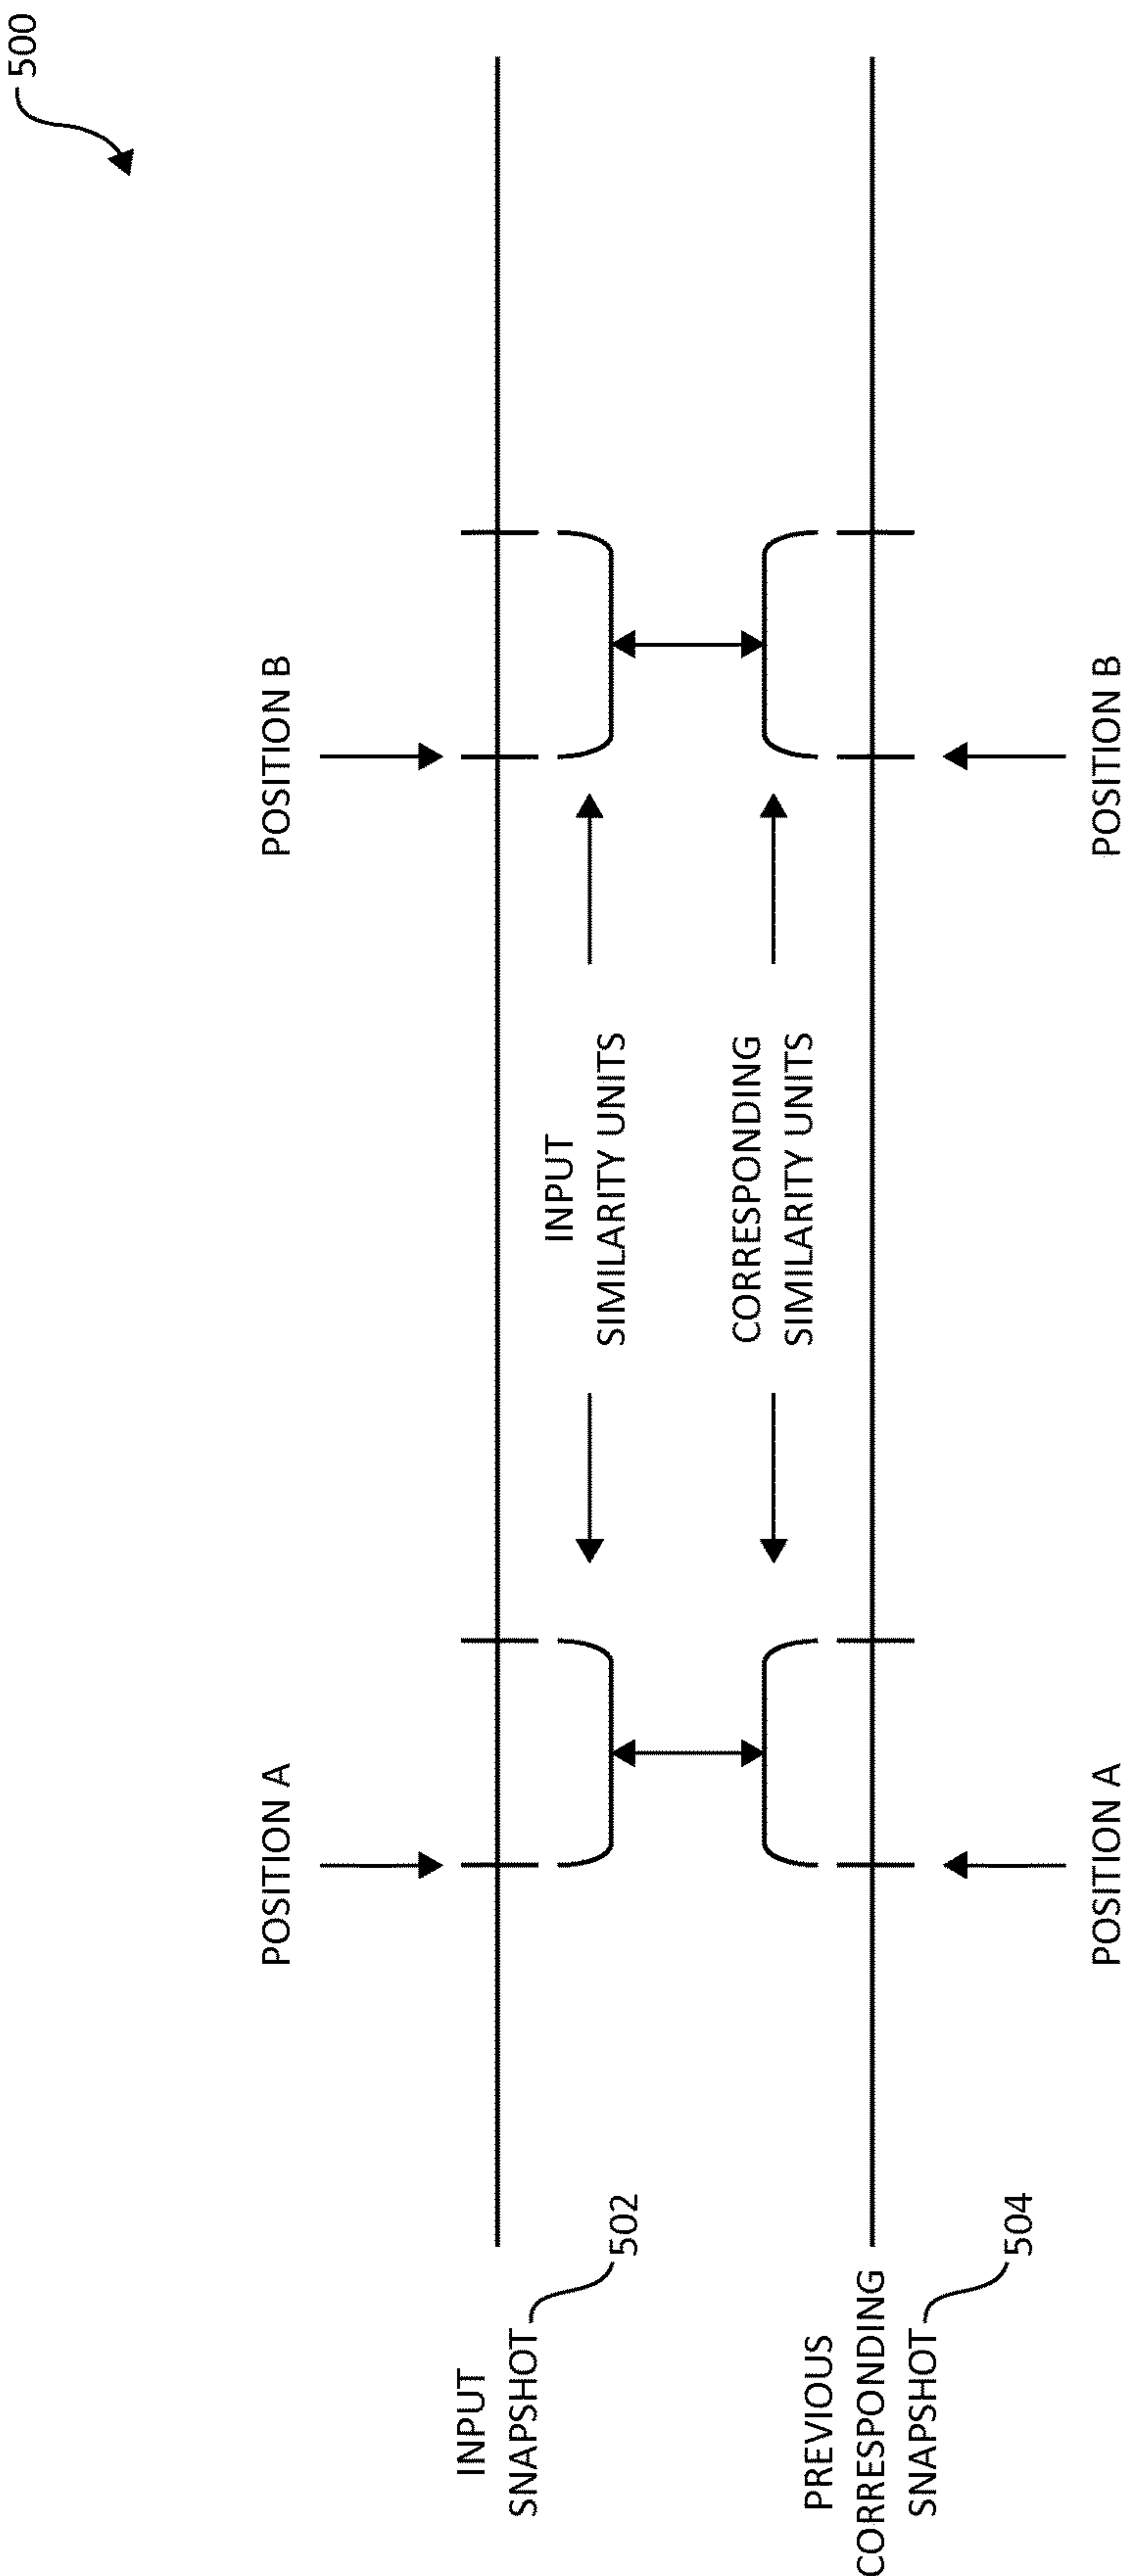 500
POSITION A
POSITION B
INPUT
SNAPSHOT
502
INPUT
SIMILARITY UNITS
CORRESPONDING
SIMILARITY UNITS
PREVIOUS
CORRESPONDING
SNAPSHOT
504
POSITION A
POSITION B